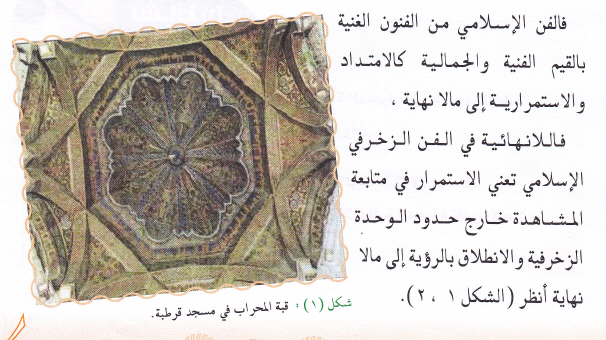 فالفن الإسلامي من الفنون الغنية
بالقيم الفنية والجمالية كالامتداد
والاستمرارية إلى مالا نهاية ،
فاللانهائية في الفن الزخرفي
الإسلامي تعني الاستمرار في متابعة
المشاهدة خارج حدود الوحدة
الزخرفية والانطلاق بالرؤية إلى مالا
نهاية أنظر (الشكل ١ ، ٢).
شكل (١) : قبة المحراب في مسجد قرطبة.